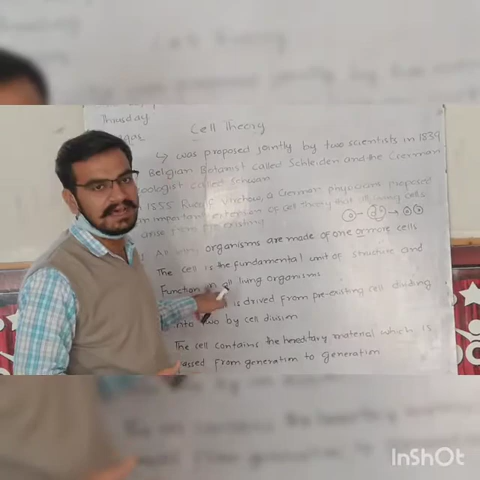 Thrusday
Cell Theory
↳ was proposed jointly by two scientists in 1839
Belgian Botanist called Schleiden and the German
oologist called Schwan
1855 Rudolf Virchow, a German physician proposed
an important extension of cell theory that all living cells
arise from pre existing
organisms are made of one or more cells
The cell is the fundamental unit of structure and
Function in all living organisms
is drived from pre-existing cell dividing
into two by cell division
The cell contains the hereditary material which is
passed from generation to generation
InShOt